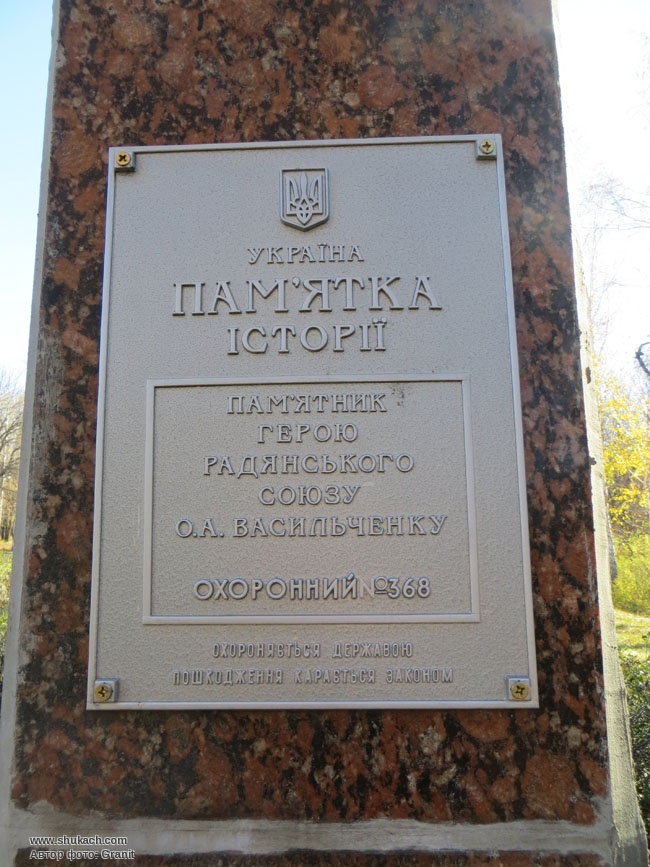 УКРАЇНА
ПАМ'ЯТКА
ІСТОРІЇ
ПАМ'ЯТНИК
ГЕРОЮ
РАДЯНСЬКОГО
СОЮЗУ
О.А. ВАСИЛЬЧЕНКУ
ОХОРОННИЙ №368
ОХОРОНЯЄТЬСЯ ДЕРЖАВОЮ
ПОШКОДЖЕННЯ КАРАЄТЬСЯ ЗАКОНОМ
www.shukach.com
Автор фото: Granit